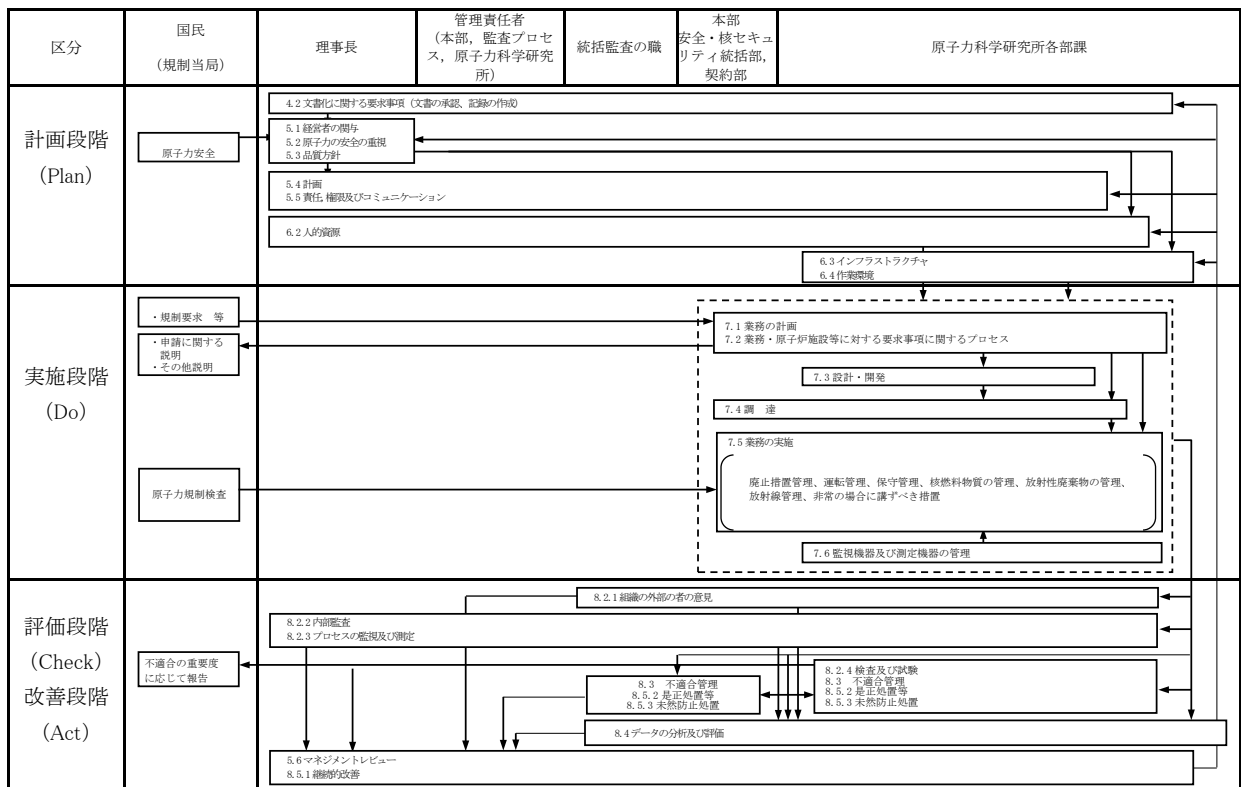 区分
国民
(規制当局)
理事長
管理責任者
(本部，監査プロセ
ス，原子力科学研究
所)
統括監査の職
本部
安全・核セキュ
リティ統括部，
契約部
原子力科学研究所各部課
計画段階
(Plan)
原子力安全
4.2 文書化に関する要求事項（文書の承認、記録の作成）
5.1 経営者の関与
5.2 原子力の安全の重視
5.3 品質方針
5.4 計画
5.5 責任，権限及びコミュニケーション
6.2 人的資源
6.3 インフラストラクチャ
6.4 作業環境
実施段階
(Do)
・規制要求　等
・申請に関する
説明
・その他説明
原子力規制検査
7.1 業務の計画
7.2 業務・原子炉施設等に対する要求事項に関するプロセス
7.3 設計・開発
7.4 調　達
7.5 業務の実施
廃止措置管理、運転管理、保守管理、核燃料物質の管理、放射性廃棄物の管理、
放射線管理、非常の場合に講ずべき措置
7.6 監視機器及び測定機器の管理
評価段階
(Check)
改善段階
(Act)
不適合の重要度
に応じて報告
8.2.1 組織の外部の者の意見
8.2.2 内部監査
8.2.3 プロセスの監視及び測定
8.3　不適合管理
8.5.2 是正処置等
8.5.3 未然防止処置
8.2.4 検査及び試験
8.3　不適合管理
8.5.2 是正処置等
8.5.3 未然防止処置
8.4 データの分析及び評価
5.6 マネジメントレビュー
8.5.1 継続的改善